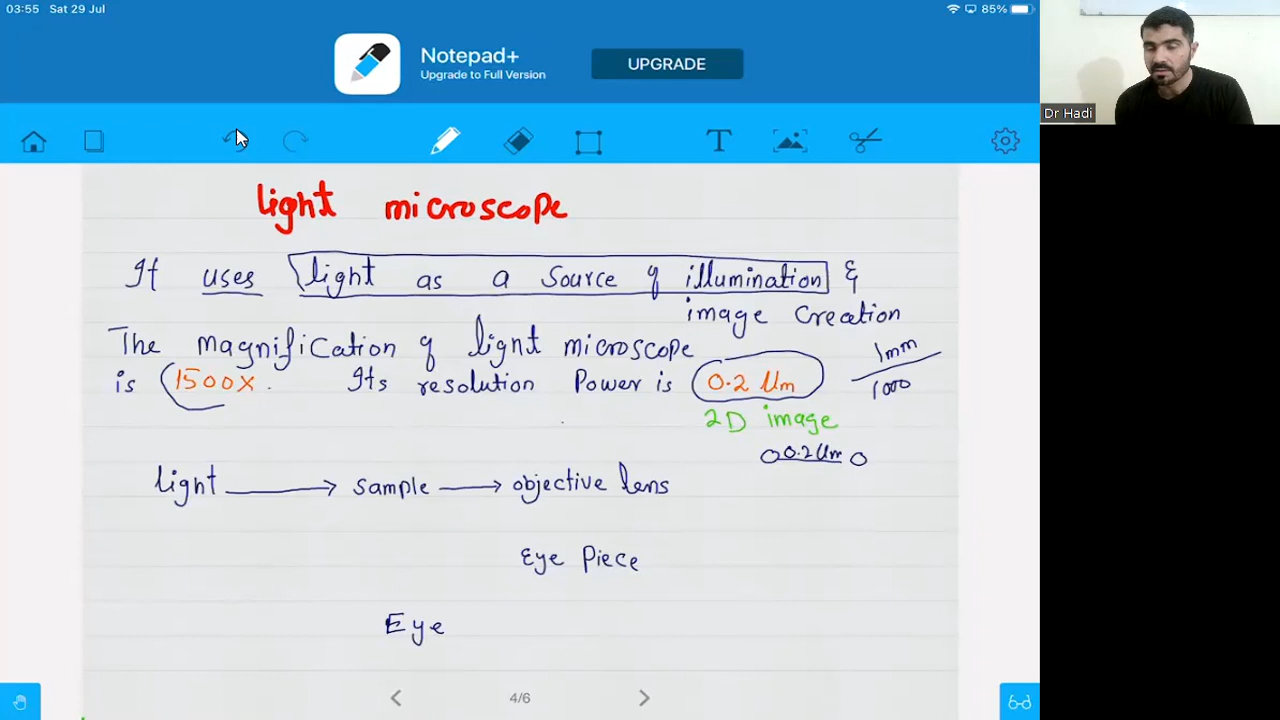 03:55 Sat 29 Jul
85%
Notepad+
Upgrade to Full Version
UPGRADE
T
Dr Hadi
light microscope
It uses light as a source of illumination &
image creation
The magnification of light microscope
is 1500X. Its resolution Power is 0.2 Um
1mm
1000
2D image
0.2 Um
light → sample → objective lens
Eye Piece
Eye
4/6